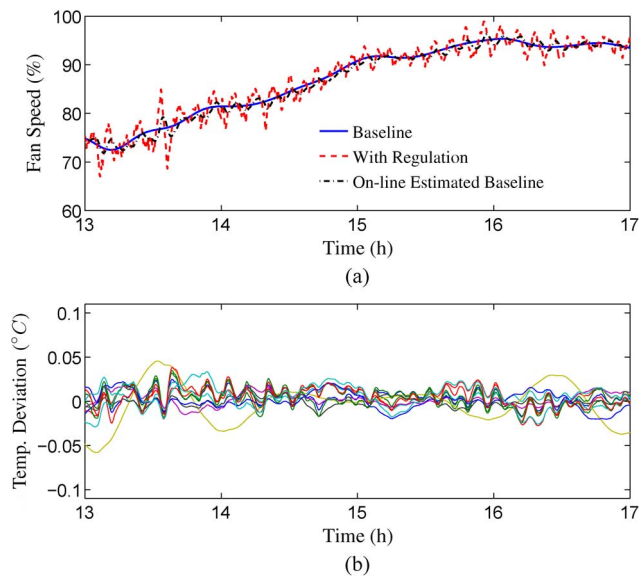 (a)
100
90
80
70
60
Fan Speed (%)
Baseline
With Regulation
On-line Estimated Baseline
13 14 15 16 17
Time (h)
(a)
0.1
0.05
0
−0.05
−0.1
Temp. Deviation (°C)
13 14 15 16 17
Time (h)
(b)